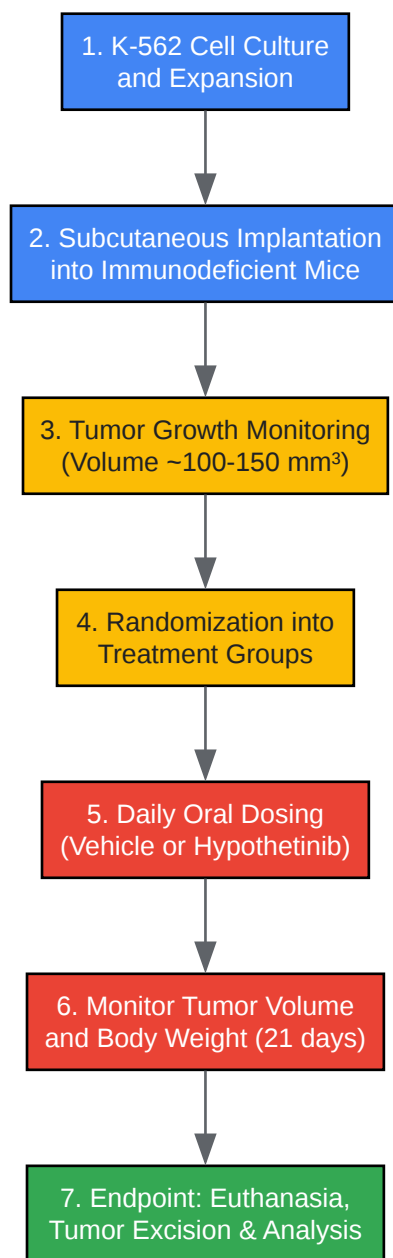 1. K-562 Cell Culture
and Expansion
2. Subcutaneous Implantation
into Immunodeficient Mice
3. Tumor Growth Monitoring
(Volume ~100-150 mm³)
4. Randomization into
Treatment Groups
5. Daily Oral Dosing
(Vehicle or Hypothetinib)
6. Monitor Tumor Volume
and Body Weight (21 days)
7. Endpoint: Euthanasia,
Tumor Excision & Analysis